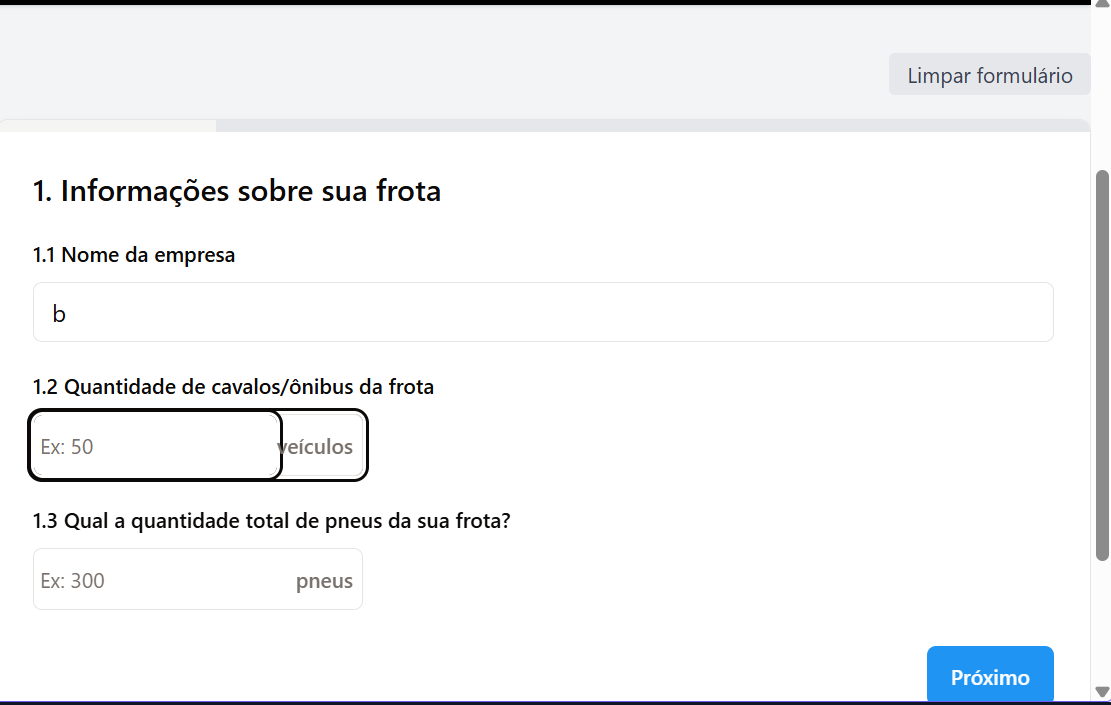 Limpar formulário
1. Informações sobre sua frota
1.1 Nome da empresa
b
1.2 Quantidade de cavalos/ônibus da frota
Ex: 50 veículos
1.3 Qual a quantidade total de pneus da sua frota?
Ex: 300 pneus
Próximo